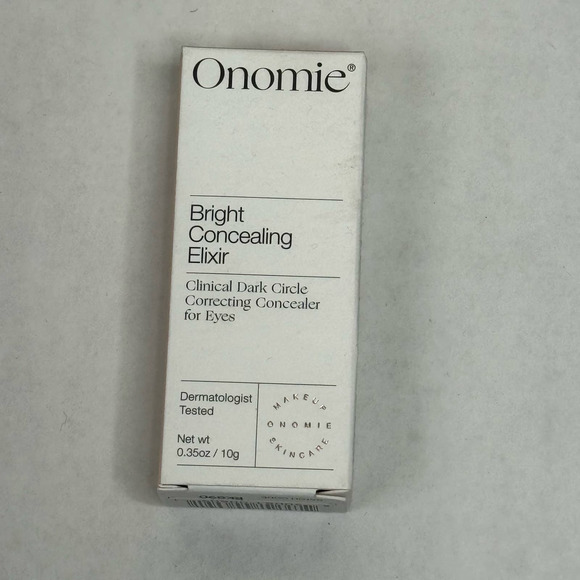 Onomie®
Bright
Concealing
Elixir
Clinical Dark Circle
Correcting Concealer
for Eyes
Dermatologist
Tested
Net wt
0.35oz / 10g
MAKEUP
ONOMIE
SKINCARE